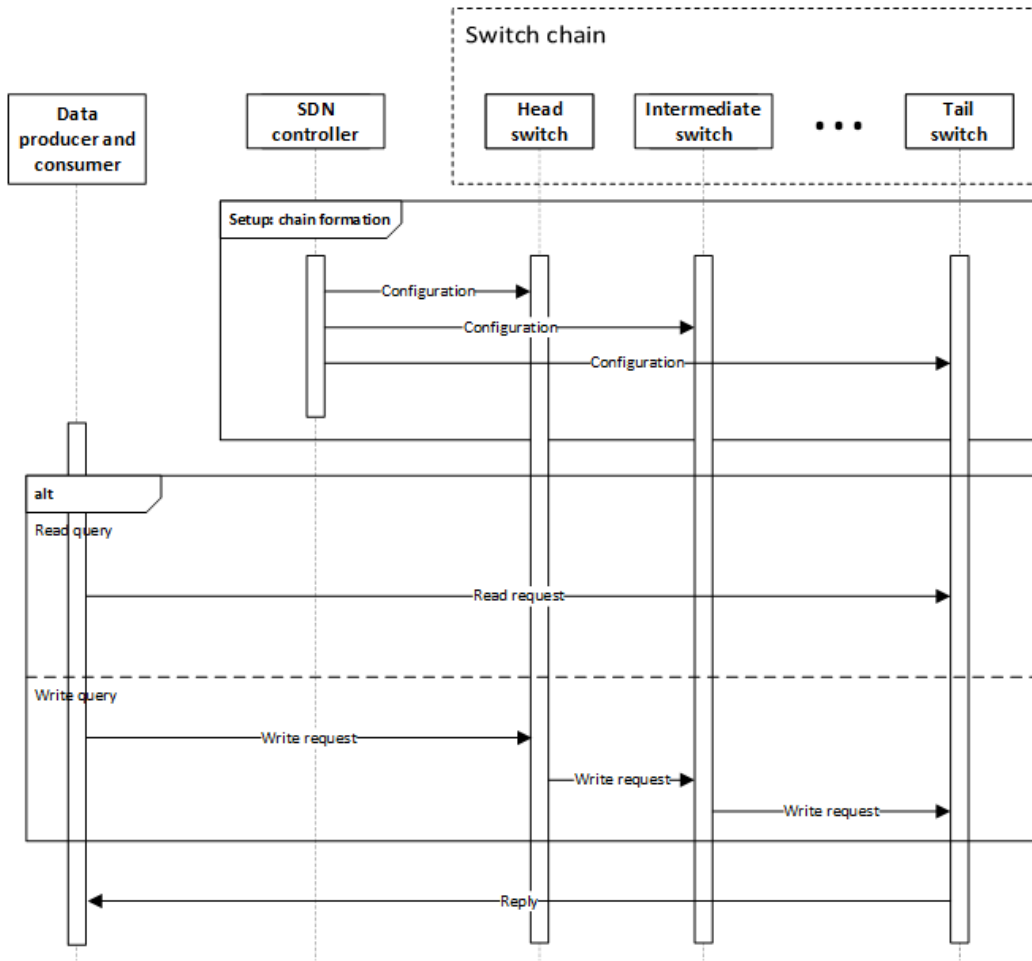 Switch chain
Data
producer and
consumer
SDN
controller
Head
switch
Intermediate
switch
...
Tail
switch
Setup: chain formation
Configuration
Configuration
Configuration
alt
Read query
Read request
Write query
Write request
Write request
Write request
Reply